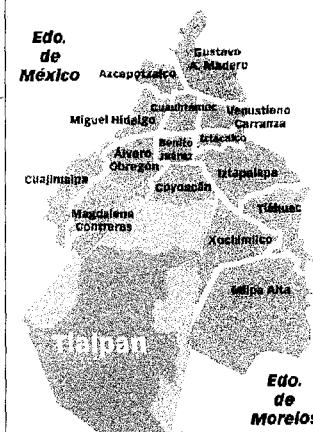 Edo.
de
México
Gustavo
A. Madero
Azcapotzalco
Cuauhtémoc
Venustiano
Carranza
Miguel Hidalgo
Iztacalco
Benito
Juárez
Álvaro
Obregón
Iztapalapa
Cuajimalpa
Coyoacán
Tláhuac
Magdalena
Contreras
Xochimilco
Milpa Alta
Tlalpan
Edo.
de
Morelos